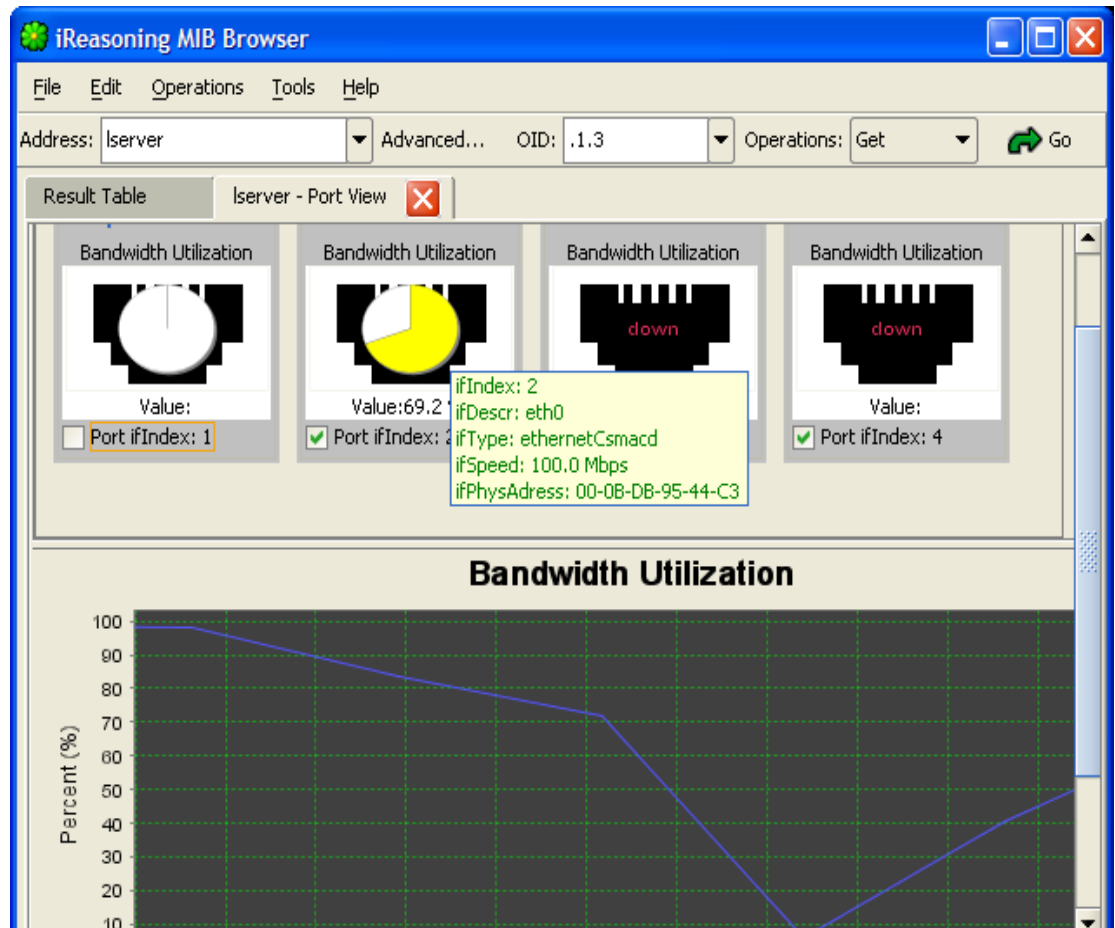 iReasoning MIB Browser
File Edit Operations Tools Help
Address: lserver Advanced... OID: .1.3 Operations: Get Go
Result Table lserver - Port View
Bandwidth Utilization Bandwidth Utilization Bandwidth Utilization Bandwidth Utilization
down down
Value: Value:69.2 Value:
Port ifIndex: 1 Port ifIndex: 2 Port ifIndex: 4
ifIndex: 2
ifDescr: eth0
ifType: ethernetCsmacd
ifSpeed: 100.0 Mbps
ifPhysAdress: 00-0B-DB-95-44-C3
Bandwidth Utilization
Percent (%)
100
90
80
70
60
50
40
30
20
10